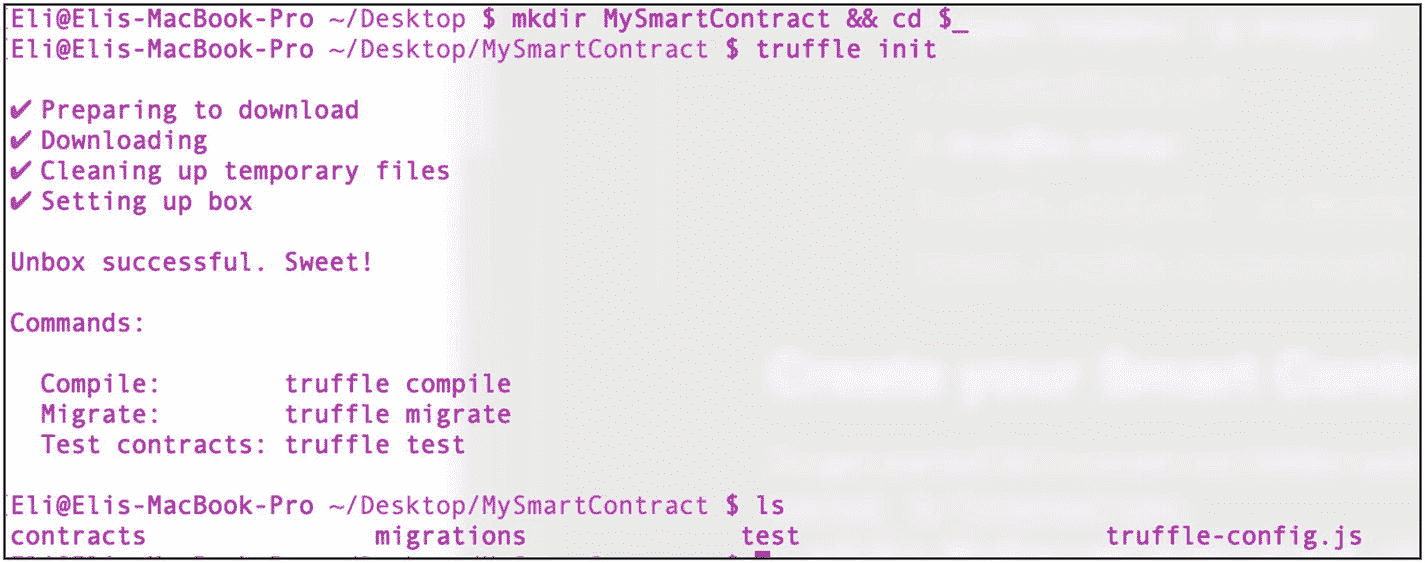 Eli@Elis-MacBook-Pro ~/Desktop $ mkdir MySmartContract && cd $_
Eli@Elis-MacBook-Pro ~/Desktop/MySmartContract $ truffle init
✔ Preparing to download
✔ Downloading
✔ Cleaning up temporary files
✔ Setting up box
Unbox successful. Sweet!
Commands:
Compile: truffle compile
Migrate: truffle migrate
Test contracts: truffle test
Eli@Elis-MacBook-Pro ~/Desktop/MySmartContract $ ls
contracts migrations test truffle-config.js